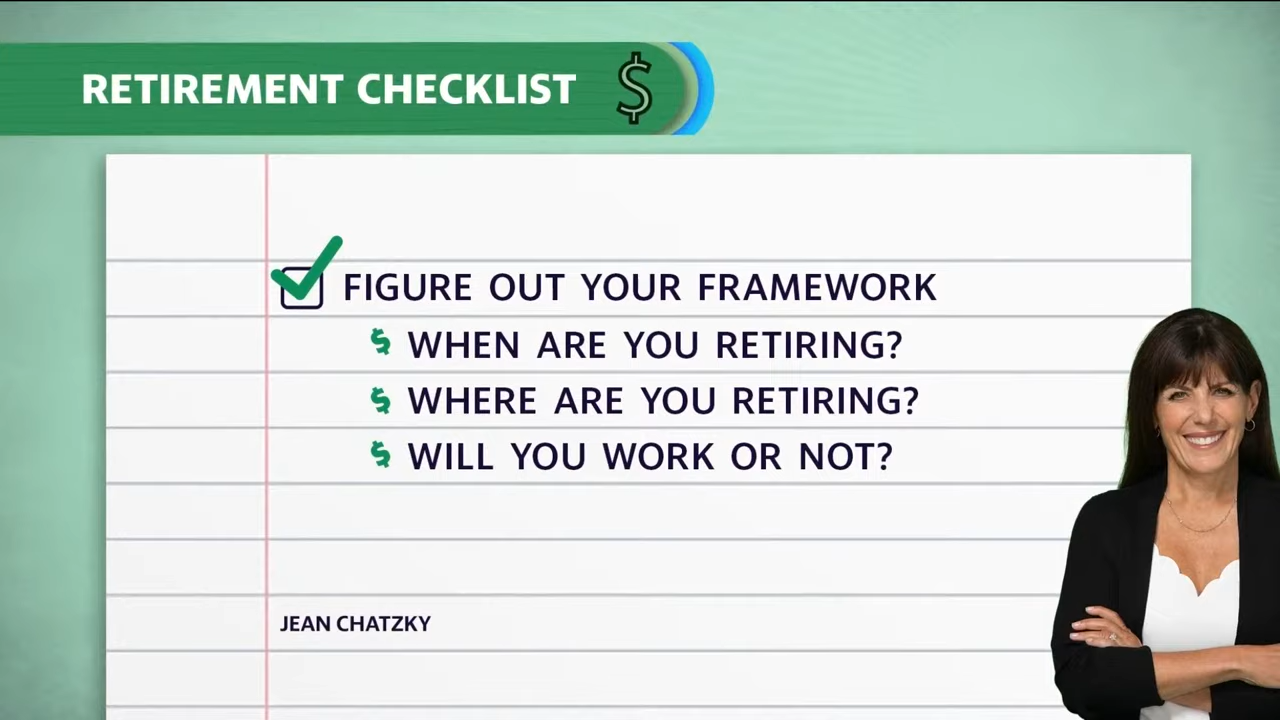 RETIREMENT CHECKLIST $
FIGURE OUT YOUR FRAMEWORK
$ WHEN ARE YOU RETIRING?
$ WHERE ARE YOU RETIRING?
$ WILL YOU WORK OR NOT?
JEAN CHATZKY